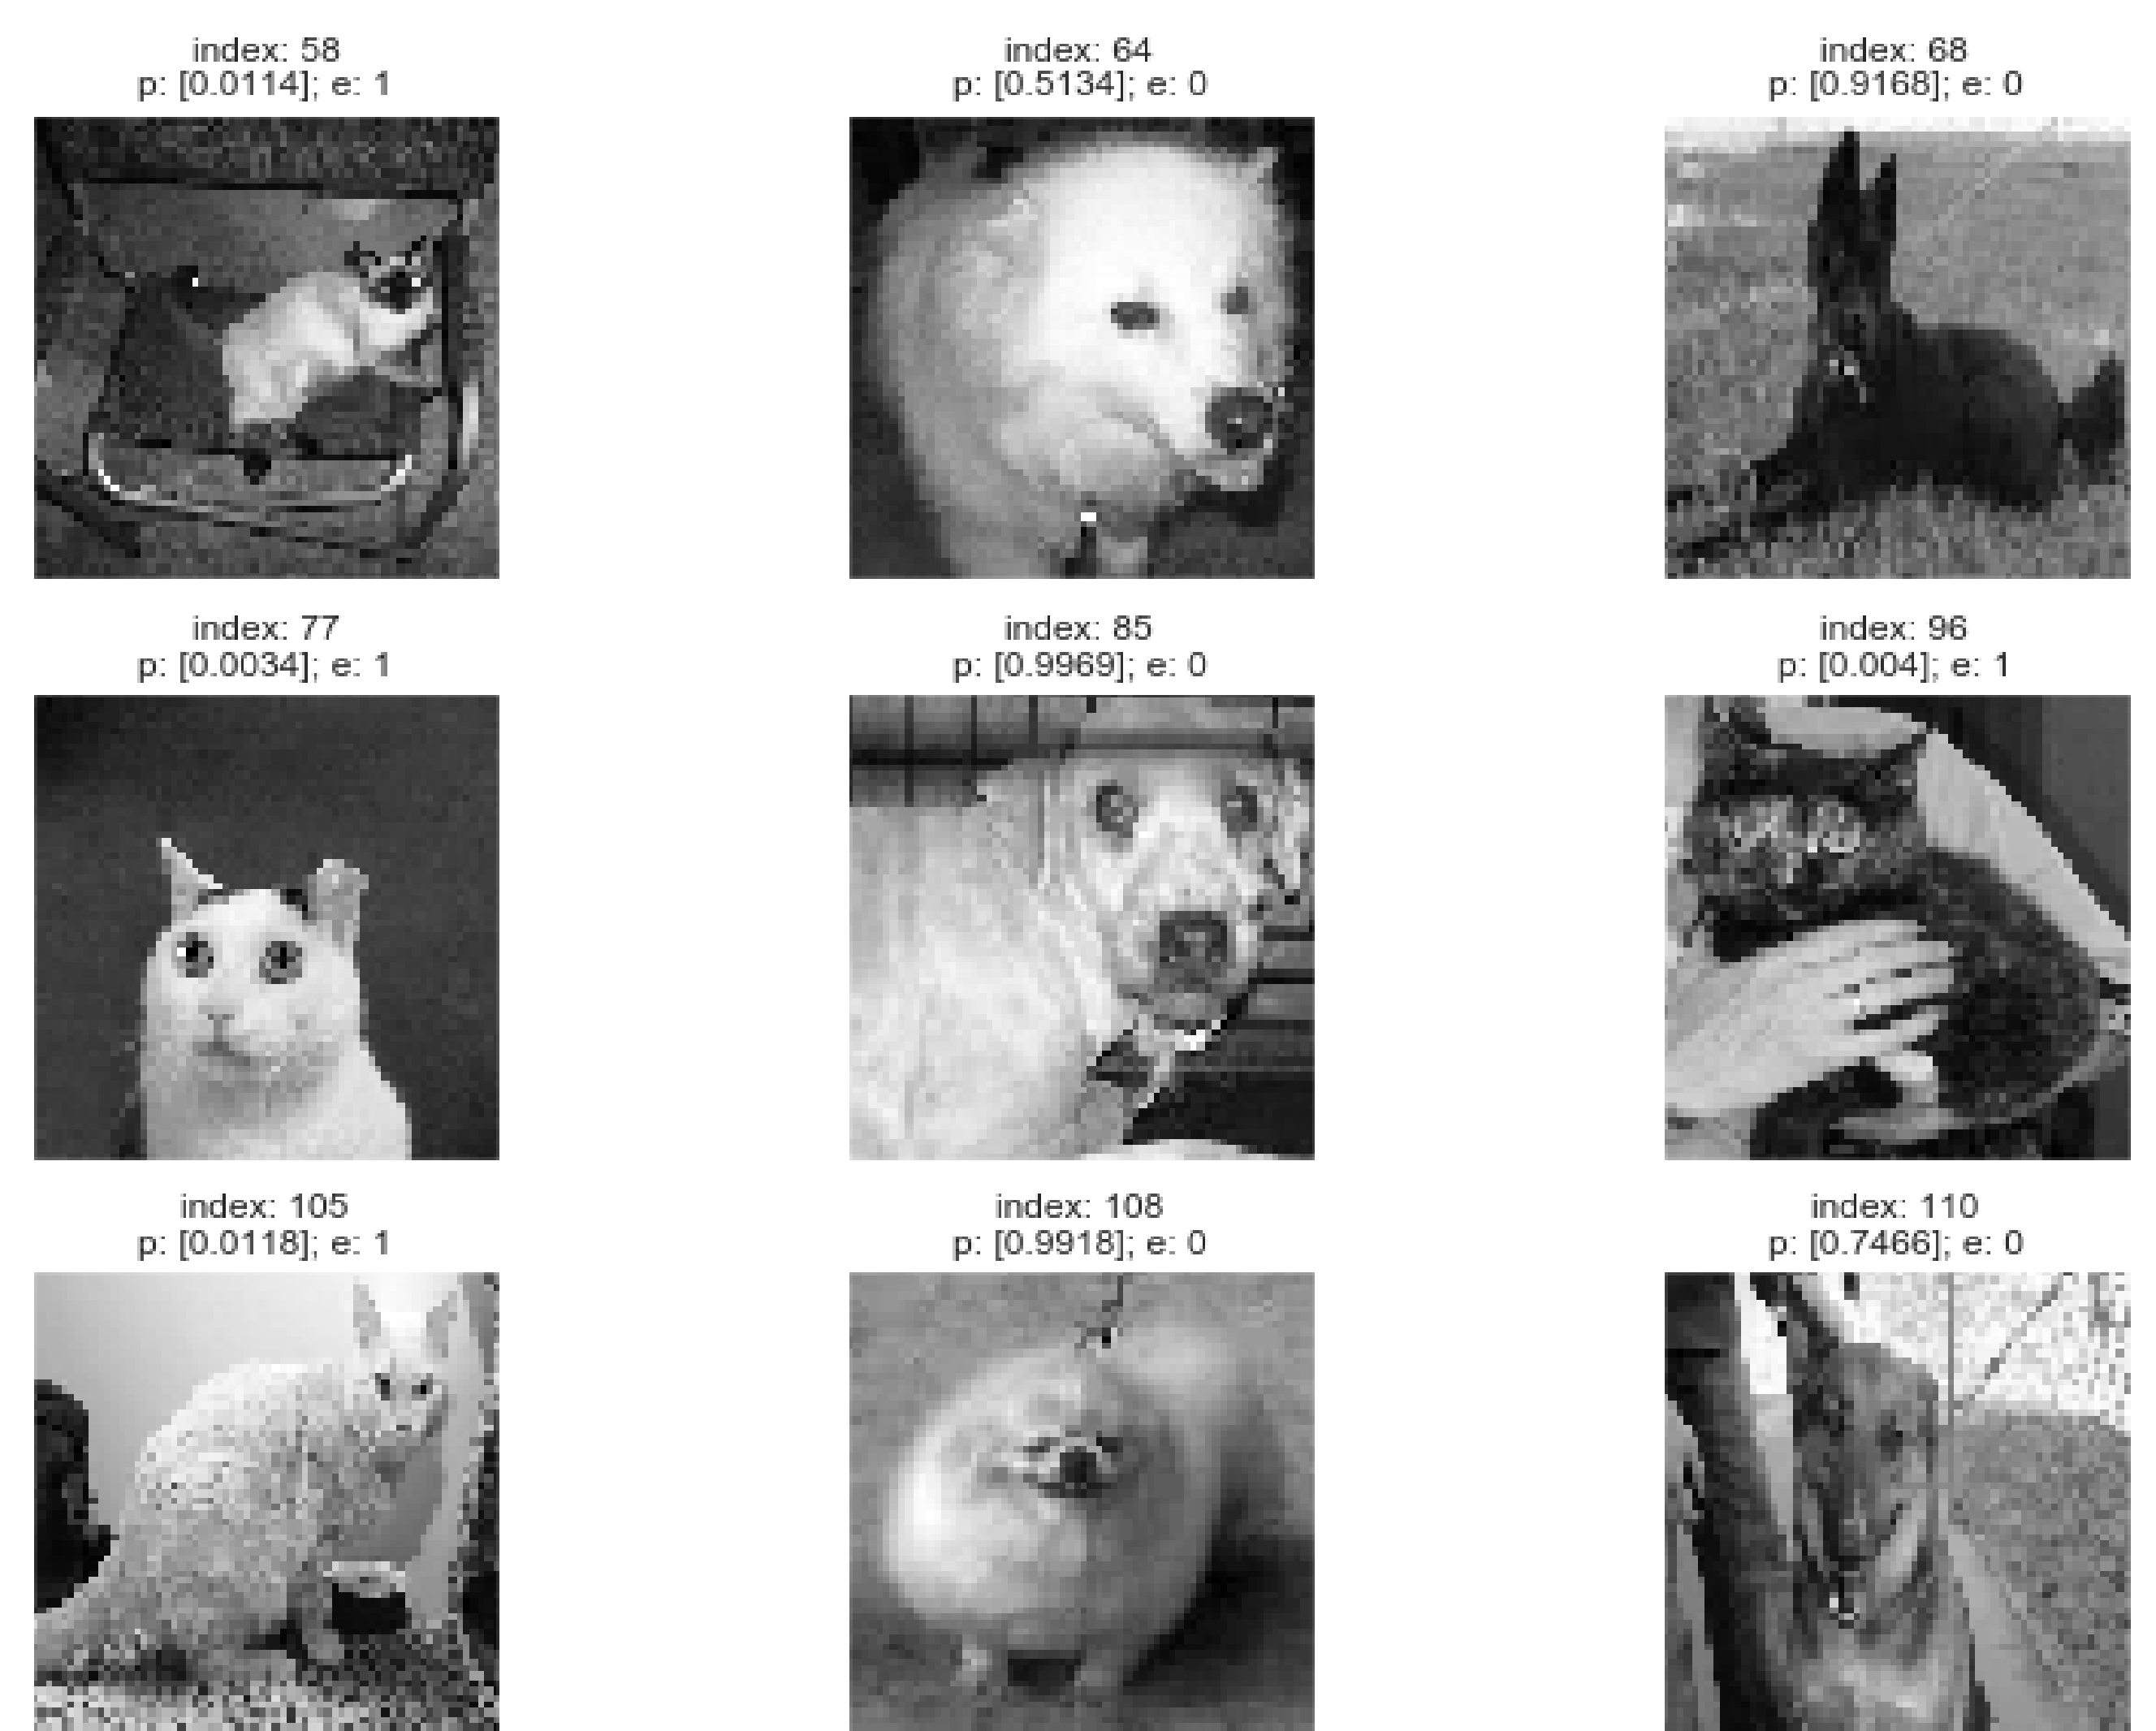 index: 58
p: [0.0114]; e: 1
index: 64
p: [0.5134]; e: 0
index: 68
p: [0.9168]; e: 0
index: 77
p: [0.0034]; e: 1
index: 85
p: [0.9969]; e: 0
index: 96
p: [0.004]; e: 1
index: 105
p: [0.0118]; e: 1
index: 108
p: [0.9918]; e: 0
index: 110
p: [0.7466]; e: 0